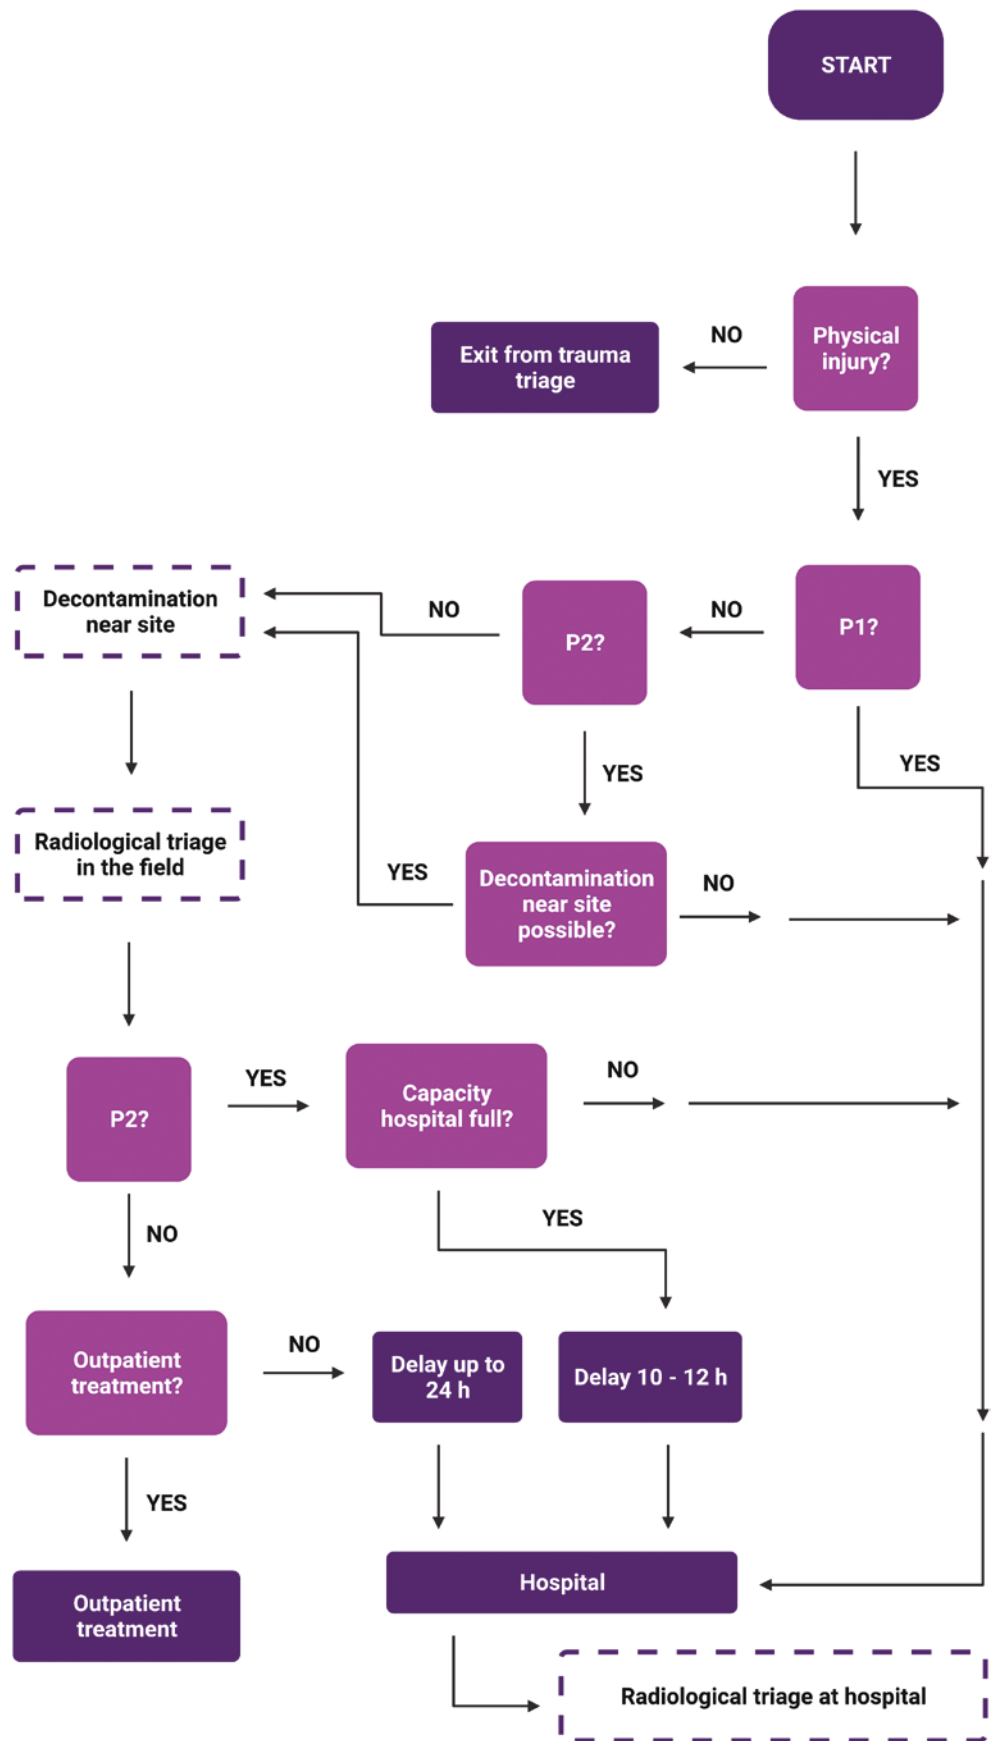 START
Physical
injury?
NO
Exit from trauma
triage
YES
P1?
NO
P2?
NO
Decontamination
near site
YES
YES
Decontamination
near site
possible?
YES
NO
Radiological triage
in the field
P2?
YES
Capacity
hospital full?
NO
YES
NO
Outpatient
treatment?
NO
Delay up to
24 h
Delay 10 - 12 h
YES
Outpatient
treatment
Hospital
Radiological triage at hospital